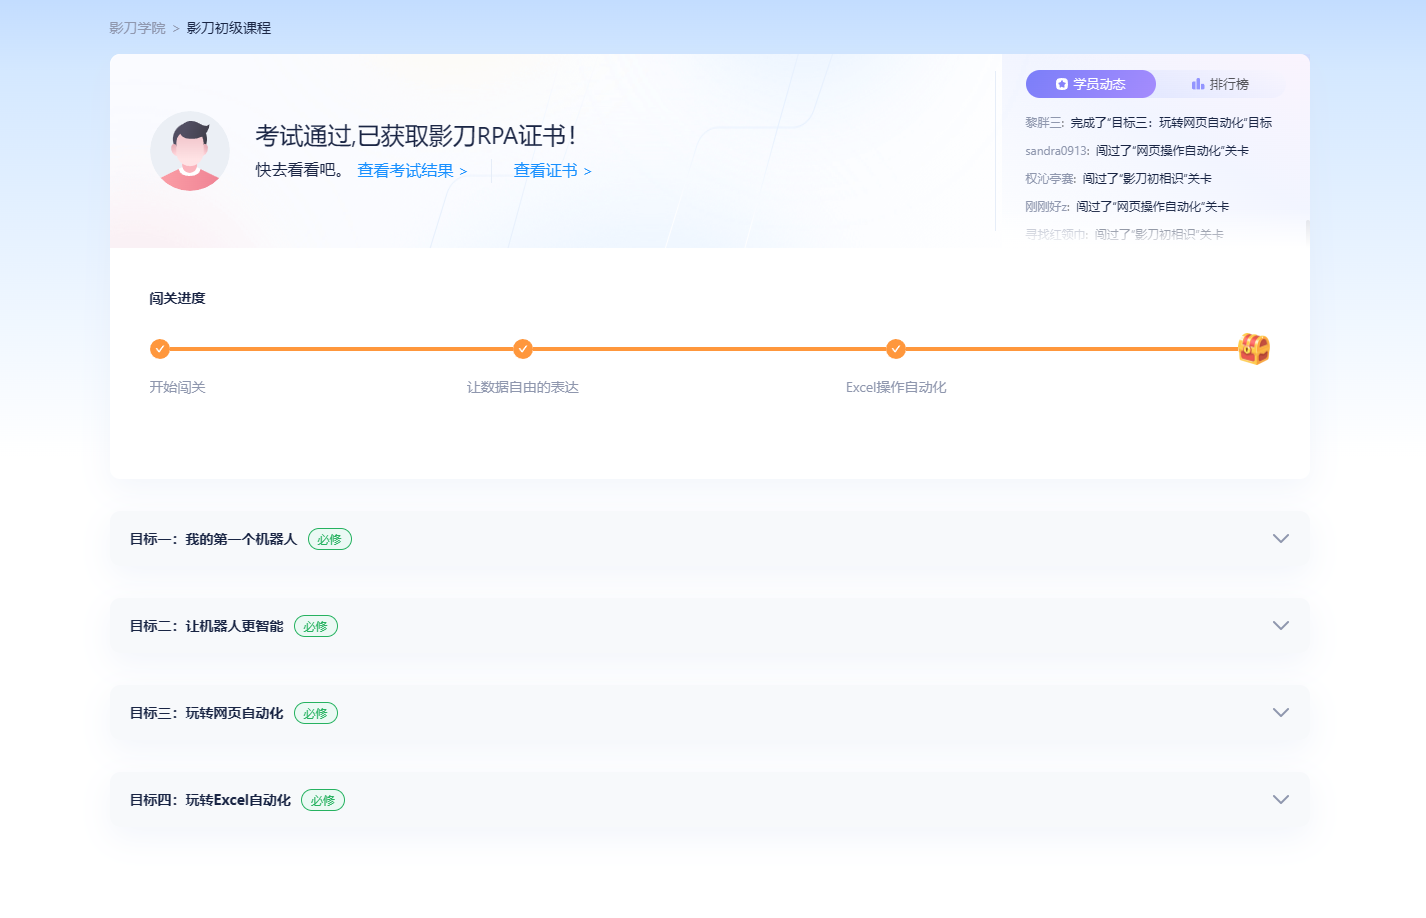 影刀学院 > 影刀初级课程
考试通过,已获取影刀RPA证书！
快去看看吧。 查看考试结果 > 查看证书 >
学员动态 排行榜
黎胖三: 完成了“目标三：玩转网页自动化”目标
sandra0913: 闯过了“网页操作自动化”关卡
权沁亭赛: 闯过了“影刀初相识”关卡
刚刚好z: 闯过了“网页操作自动化”关卡
寻找红领巾: 闯过了“影刀初相识”关卡
闯关进度
开始闯关 让数据自由的表达 Excel操作自动化
目标一：我的第一个机器人 必修
目标二：让机器人更智能 必修
目标三：玩转网页自动化 必修
目标四：玩转Excel自动化 必修